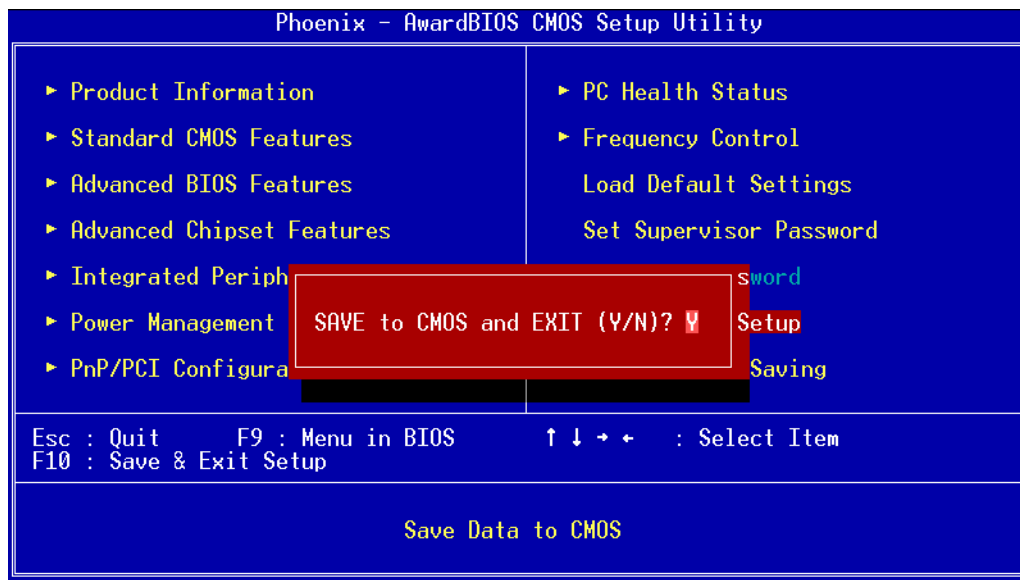 Phoenix - AwardBIOS CMOS Setup Utility
► Product Information
► Standard CMOS Features
► Advanced BIOS Features
► Advanced Chipset Features
► Integrated Periph
► Power Management
► PnP/PCI Configura
► PC Health Status
► Frequency Control
Load Default Settings
Set Supervisor Password
sword
Setup
Saving
SAVE to CMOS and EXIT (Y/N)? Y
Esc : Quit F9 : Menu in BIOS ↑ ↓ → ← : Select Item
F10 : Save & Exit Setup
Save Data to CMOS